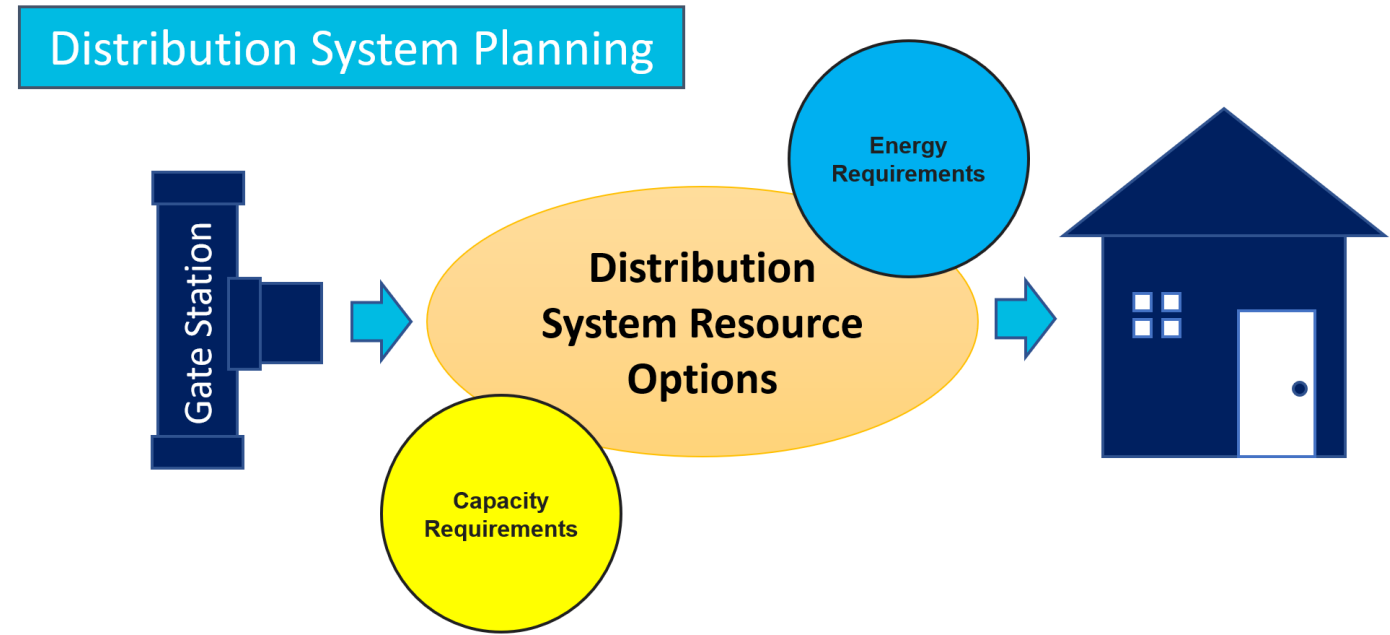 Distribution System Planning
Energy
Requirements
Gate Station
Distribution
System Resource
Options
Capacity
Requirements